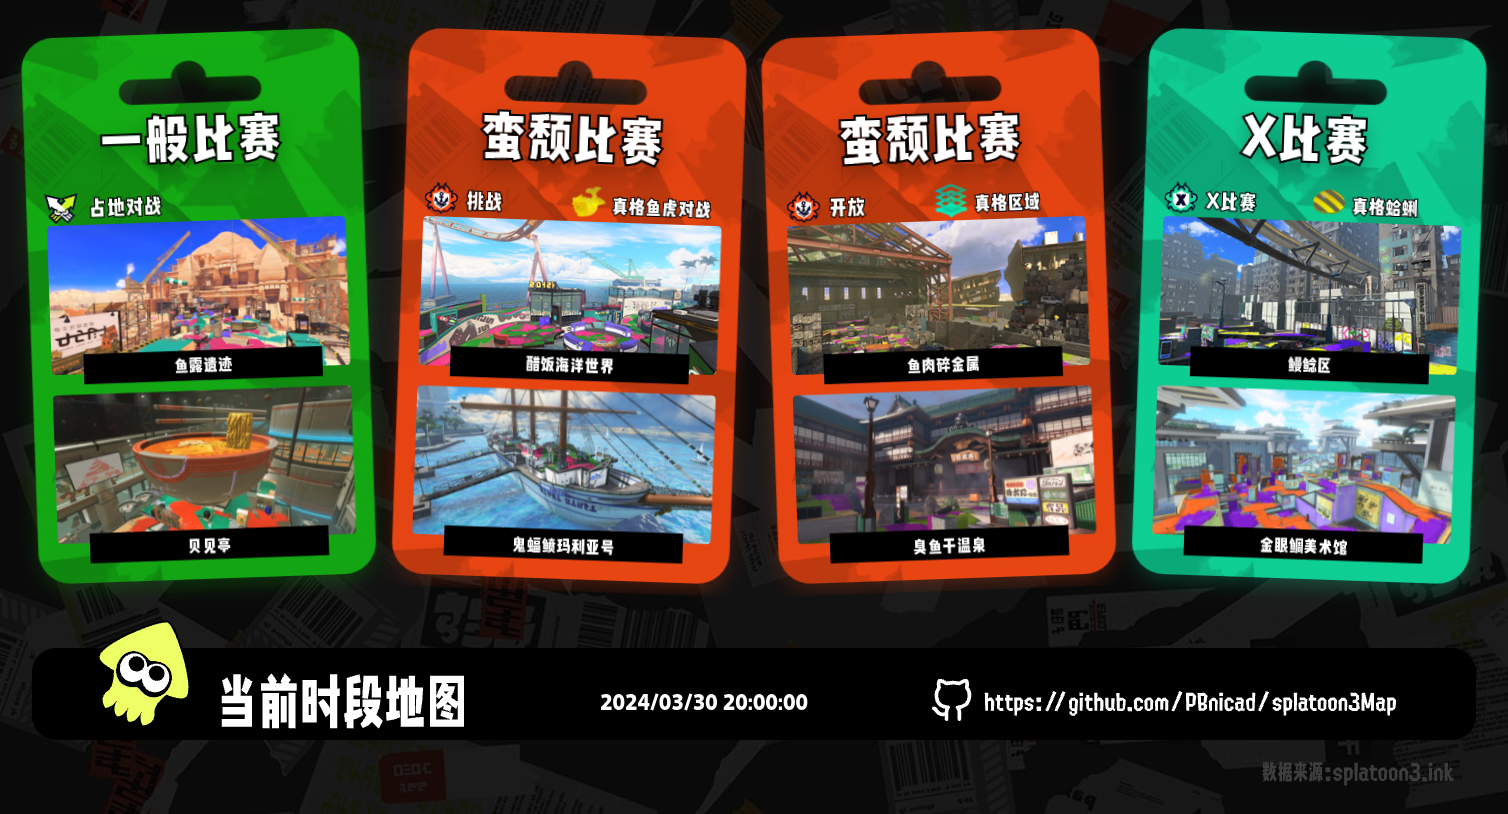 一般比赛
占地对战
鱼露遗迹
贝见亭
蛮颓比赛
挑战
真格鱼虎对战
醋饭海洋世界
鬼蝠鲼玛利亚号
蛮颓比赛
开放
真格区域
鱼肉碎金属
臭鱼干温泉
X比赛
X比赛
真格蛤蜊
鳗鲶区
金眼鲷美术馆
当前时段地图
2024/03/30 20:00:00
https://github.com/PBnicad/splatoon3Map
数据来源:splatoon3.ink